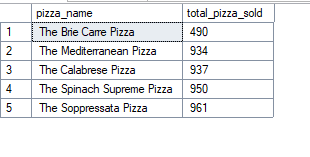 pizza_name total_pizza_sold
1 The Brie Carre Pizza 490
2 The Mediterranean Pizza 934
3 The Calabrese Pizza 937
4 The Spinach Supreme Pizza 950
5 The Soppressata Pizza 961